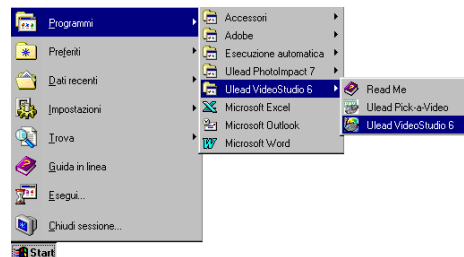 Programmi
Preferiti
Dati recenti
Impostazioni
Trova
Guida in linea
Esegui...
Chiudi sessione...
Start
Accessori
Adobe
Esecuzione automatica
Ulead PhotoImpact 7
Ulead VideoStudio 6
Microsoft Excel
Microsoft Outlook
Microsoft Word
Read Me
Ulead Pick-a-Video
Ulead VideoStudio 6